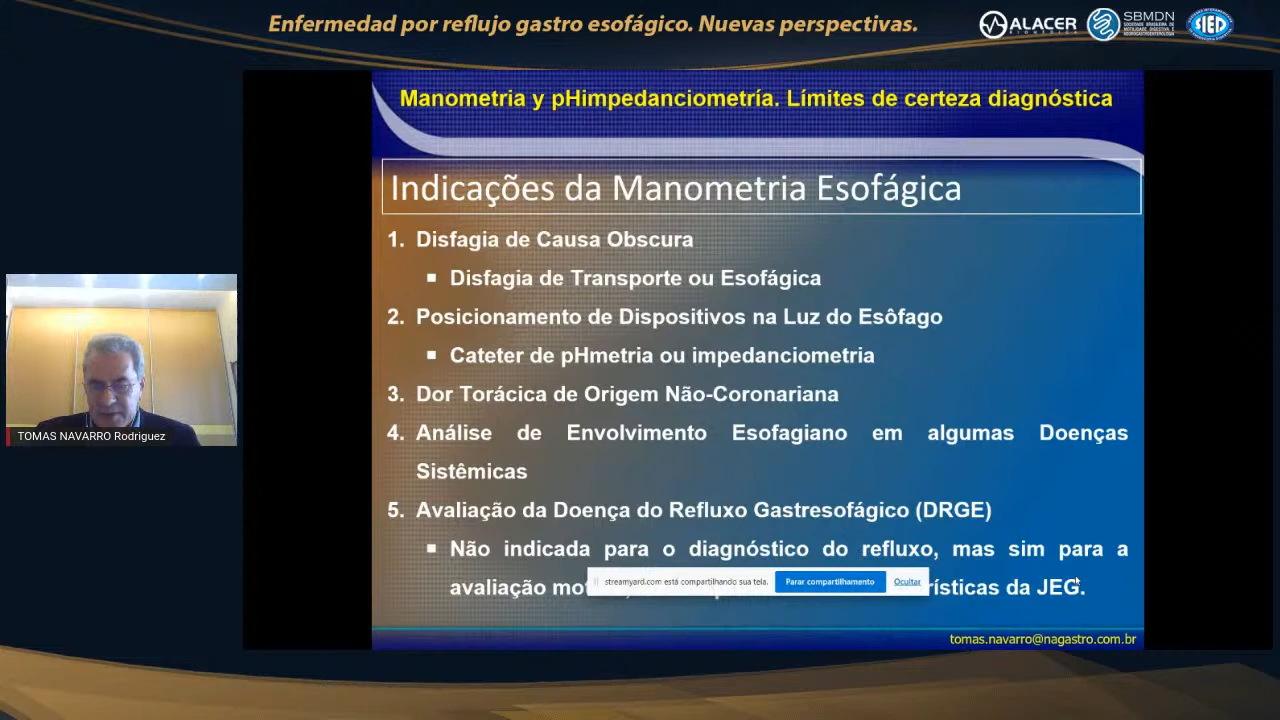 Enfermedad por reflujo gastro esofágico. Nuevas perspectivas.
ALACER
BIOMÉDICA
SBMDN
SIED
Manometria y pHimpedanciometría. Límites de certeza diagnóstica
Indicações da Manometria Esofágica
1. Disfagia de Causa Obscura
Disfagia de Transporte ou Esofágica
2. Posicionamento de Dispositivos na Luz do Esôfago
Cateter de pHmetria ou impedanciometria
3. Dor Torácica de Origem Não-Coronariana
4. Análise de Envolvimento Esofagiano em algumas Doenças
Sistêmicas
5. Avaliação da Doença do Refluxo Gastresofágico (DRGE)
Não indicada para o diagnóstico do refluxo, mas sim para a
avaliação mo rísticas da JEG.
streamyard.com está compartilhando sua tela.
Parar compartilhamento
Ocultar
tomas.navarro@nagastro.com.br
TOMAS NAVARRO Rodriguez